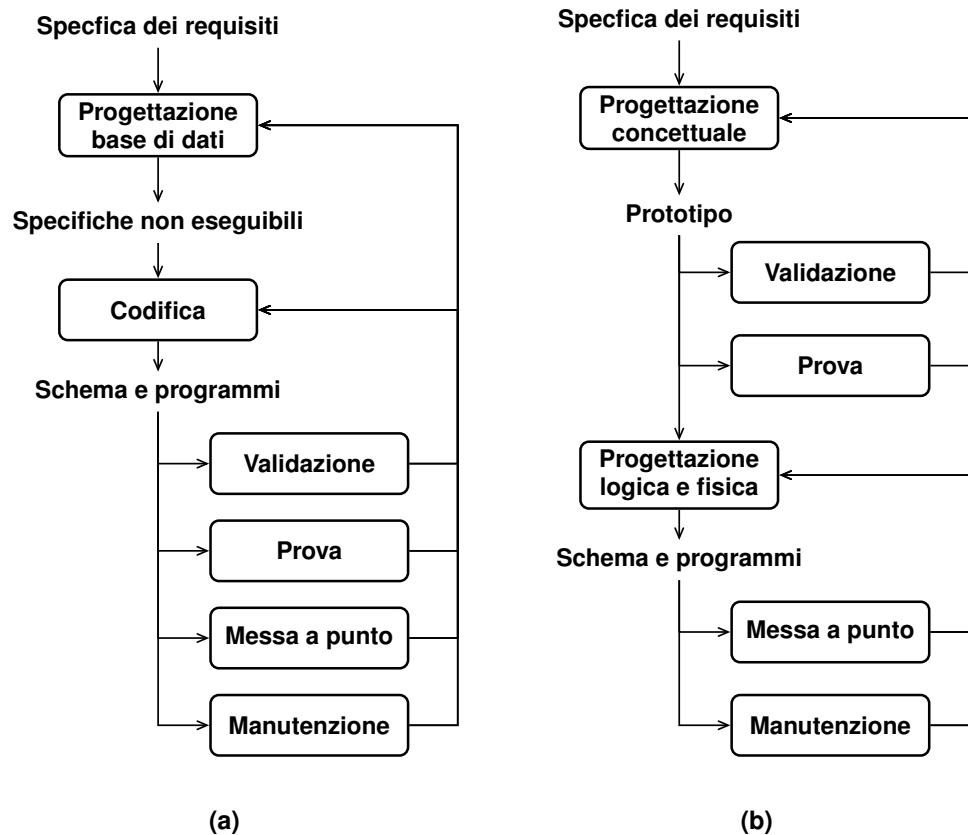 Specfica dei requisiti
Progettazione
base di dati
Specifiche non eseguibili
Codifica
Schema e programmi
Validazione
Prova
Messa a punto
Manutenzione
(a)
Specfica dei requisiti
Progettazione
concettuale
Prototipo
Validazione
Prova
Progettazione
logica e fisica
Schema e programmi
Messa a punto
Manutenzione
(b)